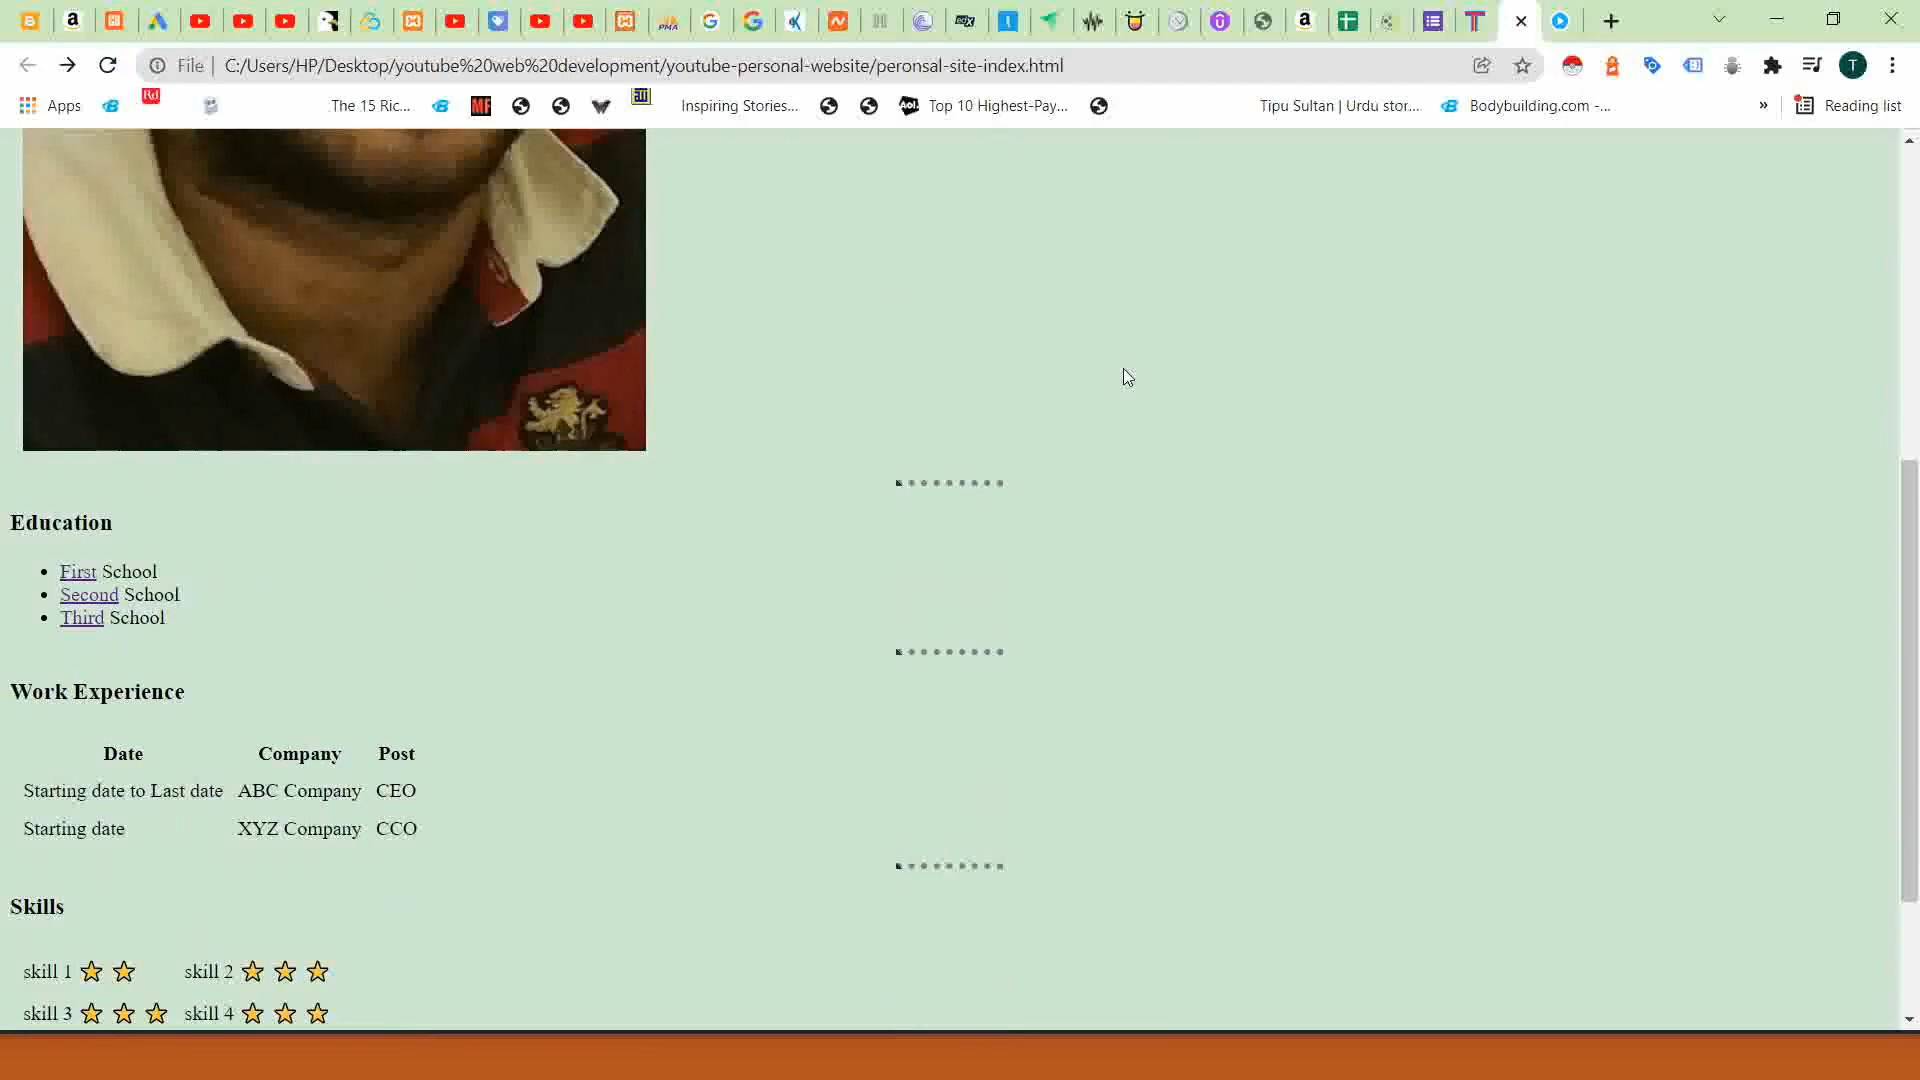 File | C:/Users/HP/Desktop/youtube%20web%20development/youtube-personal-website/peronsal-site-index.html
T
Apps
Rd
The 15 Ric...
MF
Inspiring Stories...
Aol.
Top 10 Highest-Pay...
Tipu Sultan | Urdu stor....
Bodybuilding.com -...
»
Reading list
Education
• First School
• Second School
• Third School
Work Experience
Date Company Post
Starting date to Last date ABC Company CEO
Starting date XYZ Company CCO
Skills
skill 1 skill 2
skill 3 skill 4